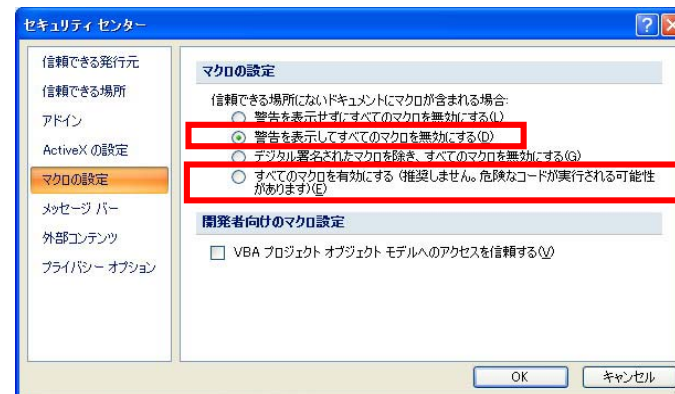 セキュリティ センター
信頼できる発行元
信頼できる場所
アドイン
ActiveX の設定
マクロの設定
メッセージ バー
外部コンテンツ
プライバシー オプション
マクロの設定
信頼できる場所にないドキュメントにマクロが含まれる場合:
警告を表示せずにすべてのマクロを無効にする(L)
警告を表示してすべてのマクロを無効にする(D)
デジタル署名されたマクロを除き、すべてのマクロを無効にする(G)
すべてのマクロを有効にする (推奨しません。危険なコードが実行される可能性
があります)(E)
開発者向けのマクロ設定
VBA プロジェクト オブジェクト モデルへのアクセスを信頼する(V)
OK
キャンセル